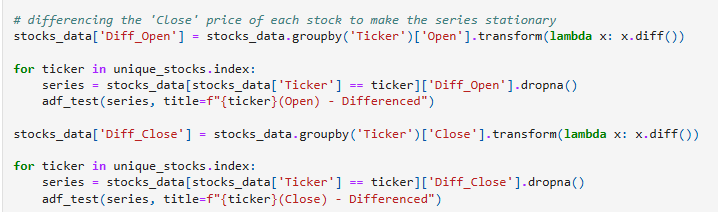 # differencing the 'Close' price of each stock to make the series stationary
stocks_data['Diff_Open'] = stocks_data.groupby('Ticker')['Open'].transform(lambda x: x.diff())
for ticker in unique_stocks.index:
    series = stocks_data[stocks_data['Ticker'] == ticker]['Diff_Open'].dropna()
    adf_test(series, title=f"{ticker}(Open) - Differenced")
stocks_data['Diff_Close'] = stocks_data.groupby('Ticker')['Close'].transform(lambda x: x.diff())
for ticker in unique_stocks.index:
    series = stocks_data[stocks_data['Ticker'] == ticker]['Diff_Close'].dropna()
    adf_test(series, title=f"{ticker}(Close) - Differenced")